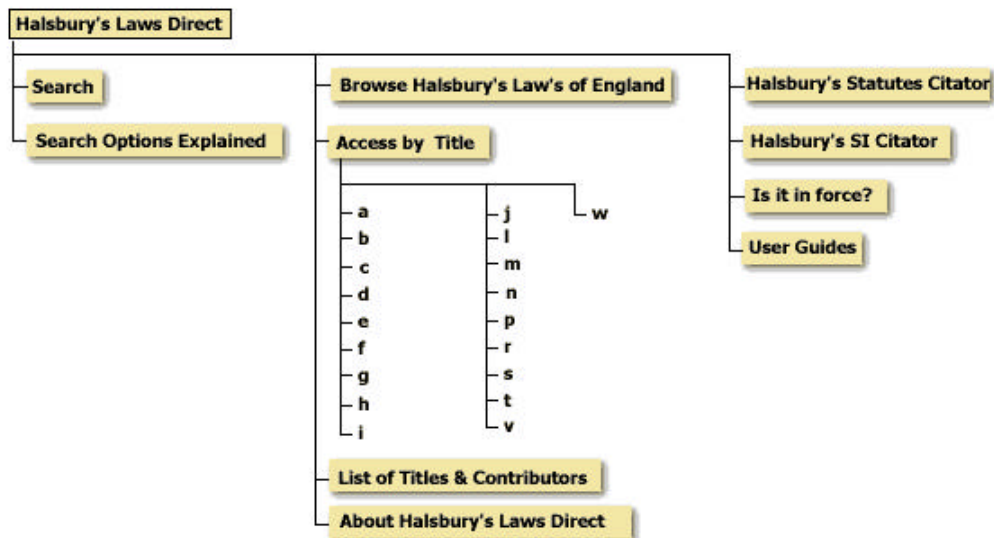 Halsbury's Laws Direct
Search
Search Options Explained
Browse Halsbury's Law's of England
Access by Title
a
b
c
d
e
f
g
h
i
j
l
m
n
p
r
s
t
v
w
List of Titles & Contributors
About Halsbury's Laws Direct
Halsbury's Statutes Citator
Halsbury's SI Citator
Is it in force?
User Guides